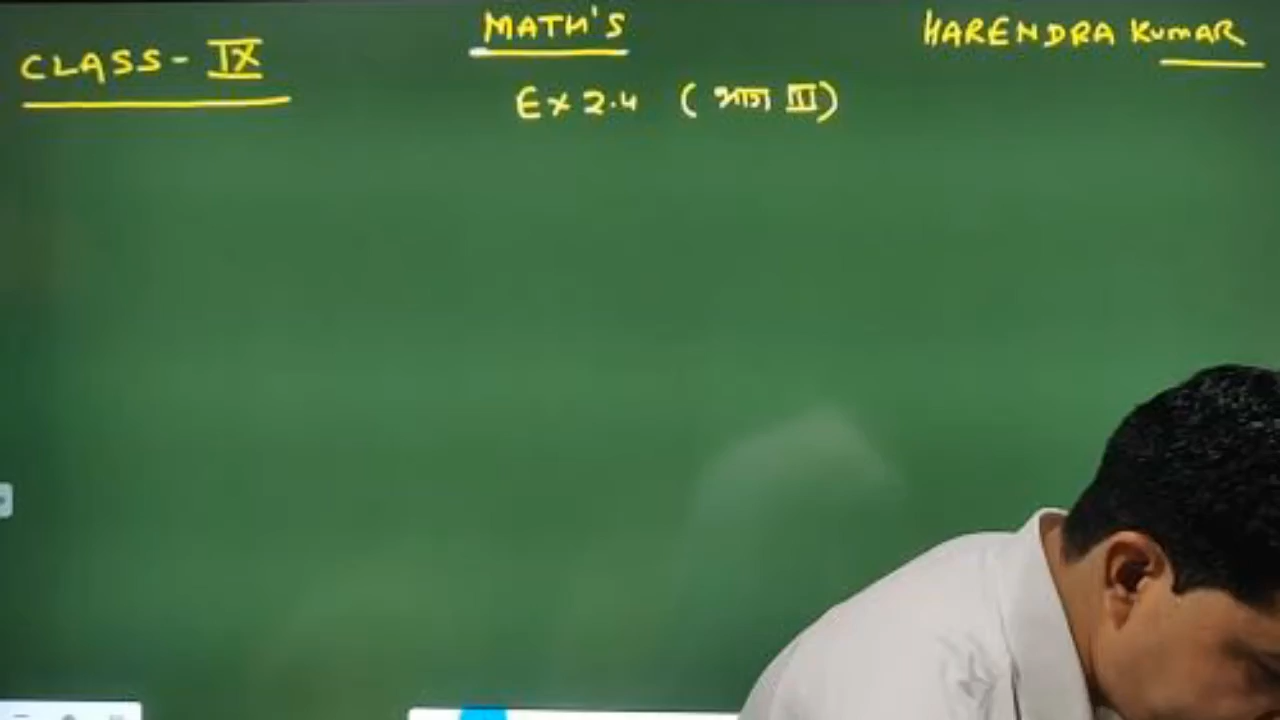 CLASS - IX
MATH'S
HARENDRA KUMAR
Ex 2.4 ( भाग III)